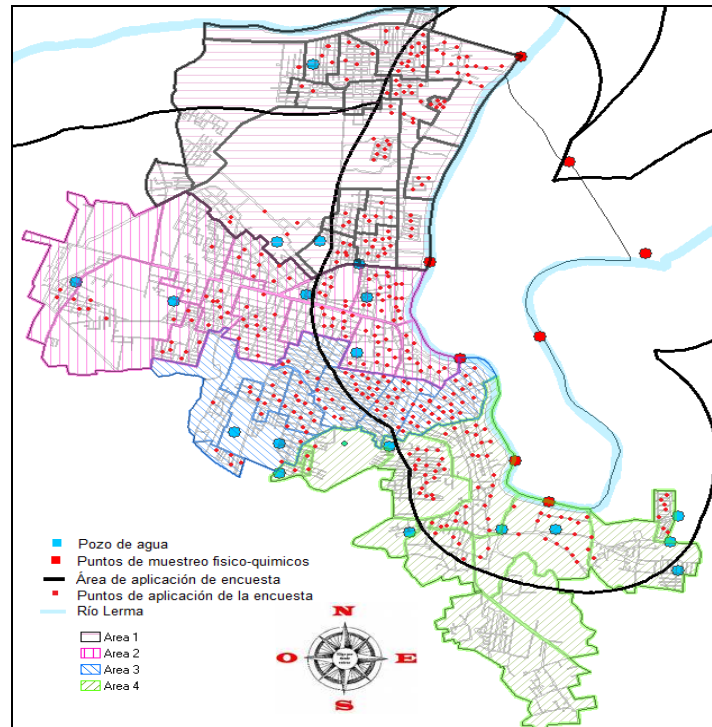 Pozo de agua
Puntos de muestreo fisico-quimicos
Área de aplicación de encuesta
Puntos de aplicación de la encuesta
Río Lerma
Area 1
Area 2
Area 3
Area 4
N
O
E
S